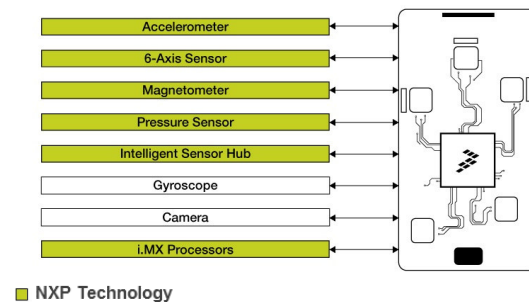 Accelerometer
6-Axis Sensor
Magnetometer
Pressure Sensor
Intelligent Sensor Hub
Gyroscope
Camera
i.MX Processors
NXP Technology